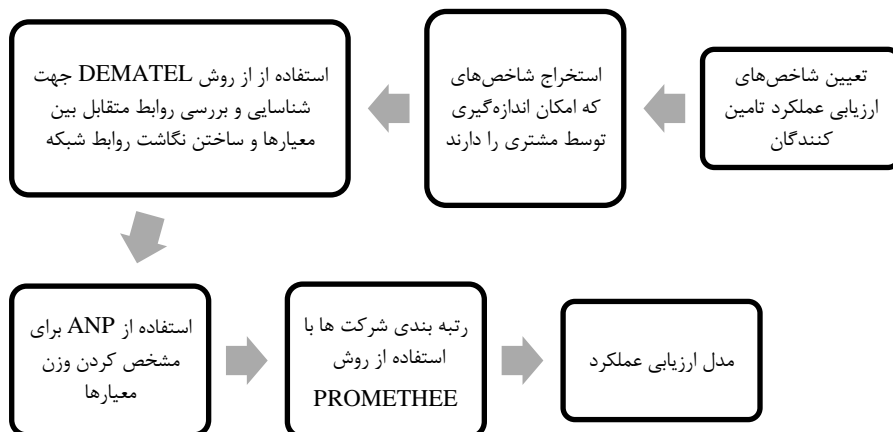 تعیین شاخص‌های
ارزیابی عملکرد تامین
کنندگان
استخراج شاخص‌های
که امکان اندازه‌گیری
توسط مشتری را دارند
استفاده از از روش DEMATEL جهت
شناسایی و بررسی روابط متقابل بین
معیارها و ساختن نگاشت روابط شبکه
استفاده از ANP برای
مشخص کردن وزن
معیارها
رتبه بندی شرکت ها با
استفاده از روش
PROMETHEE
مدل ارزیابی عملکرد